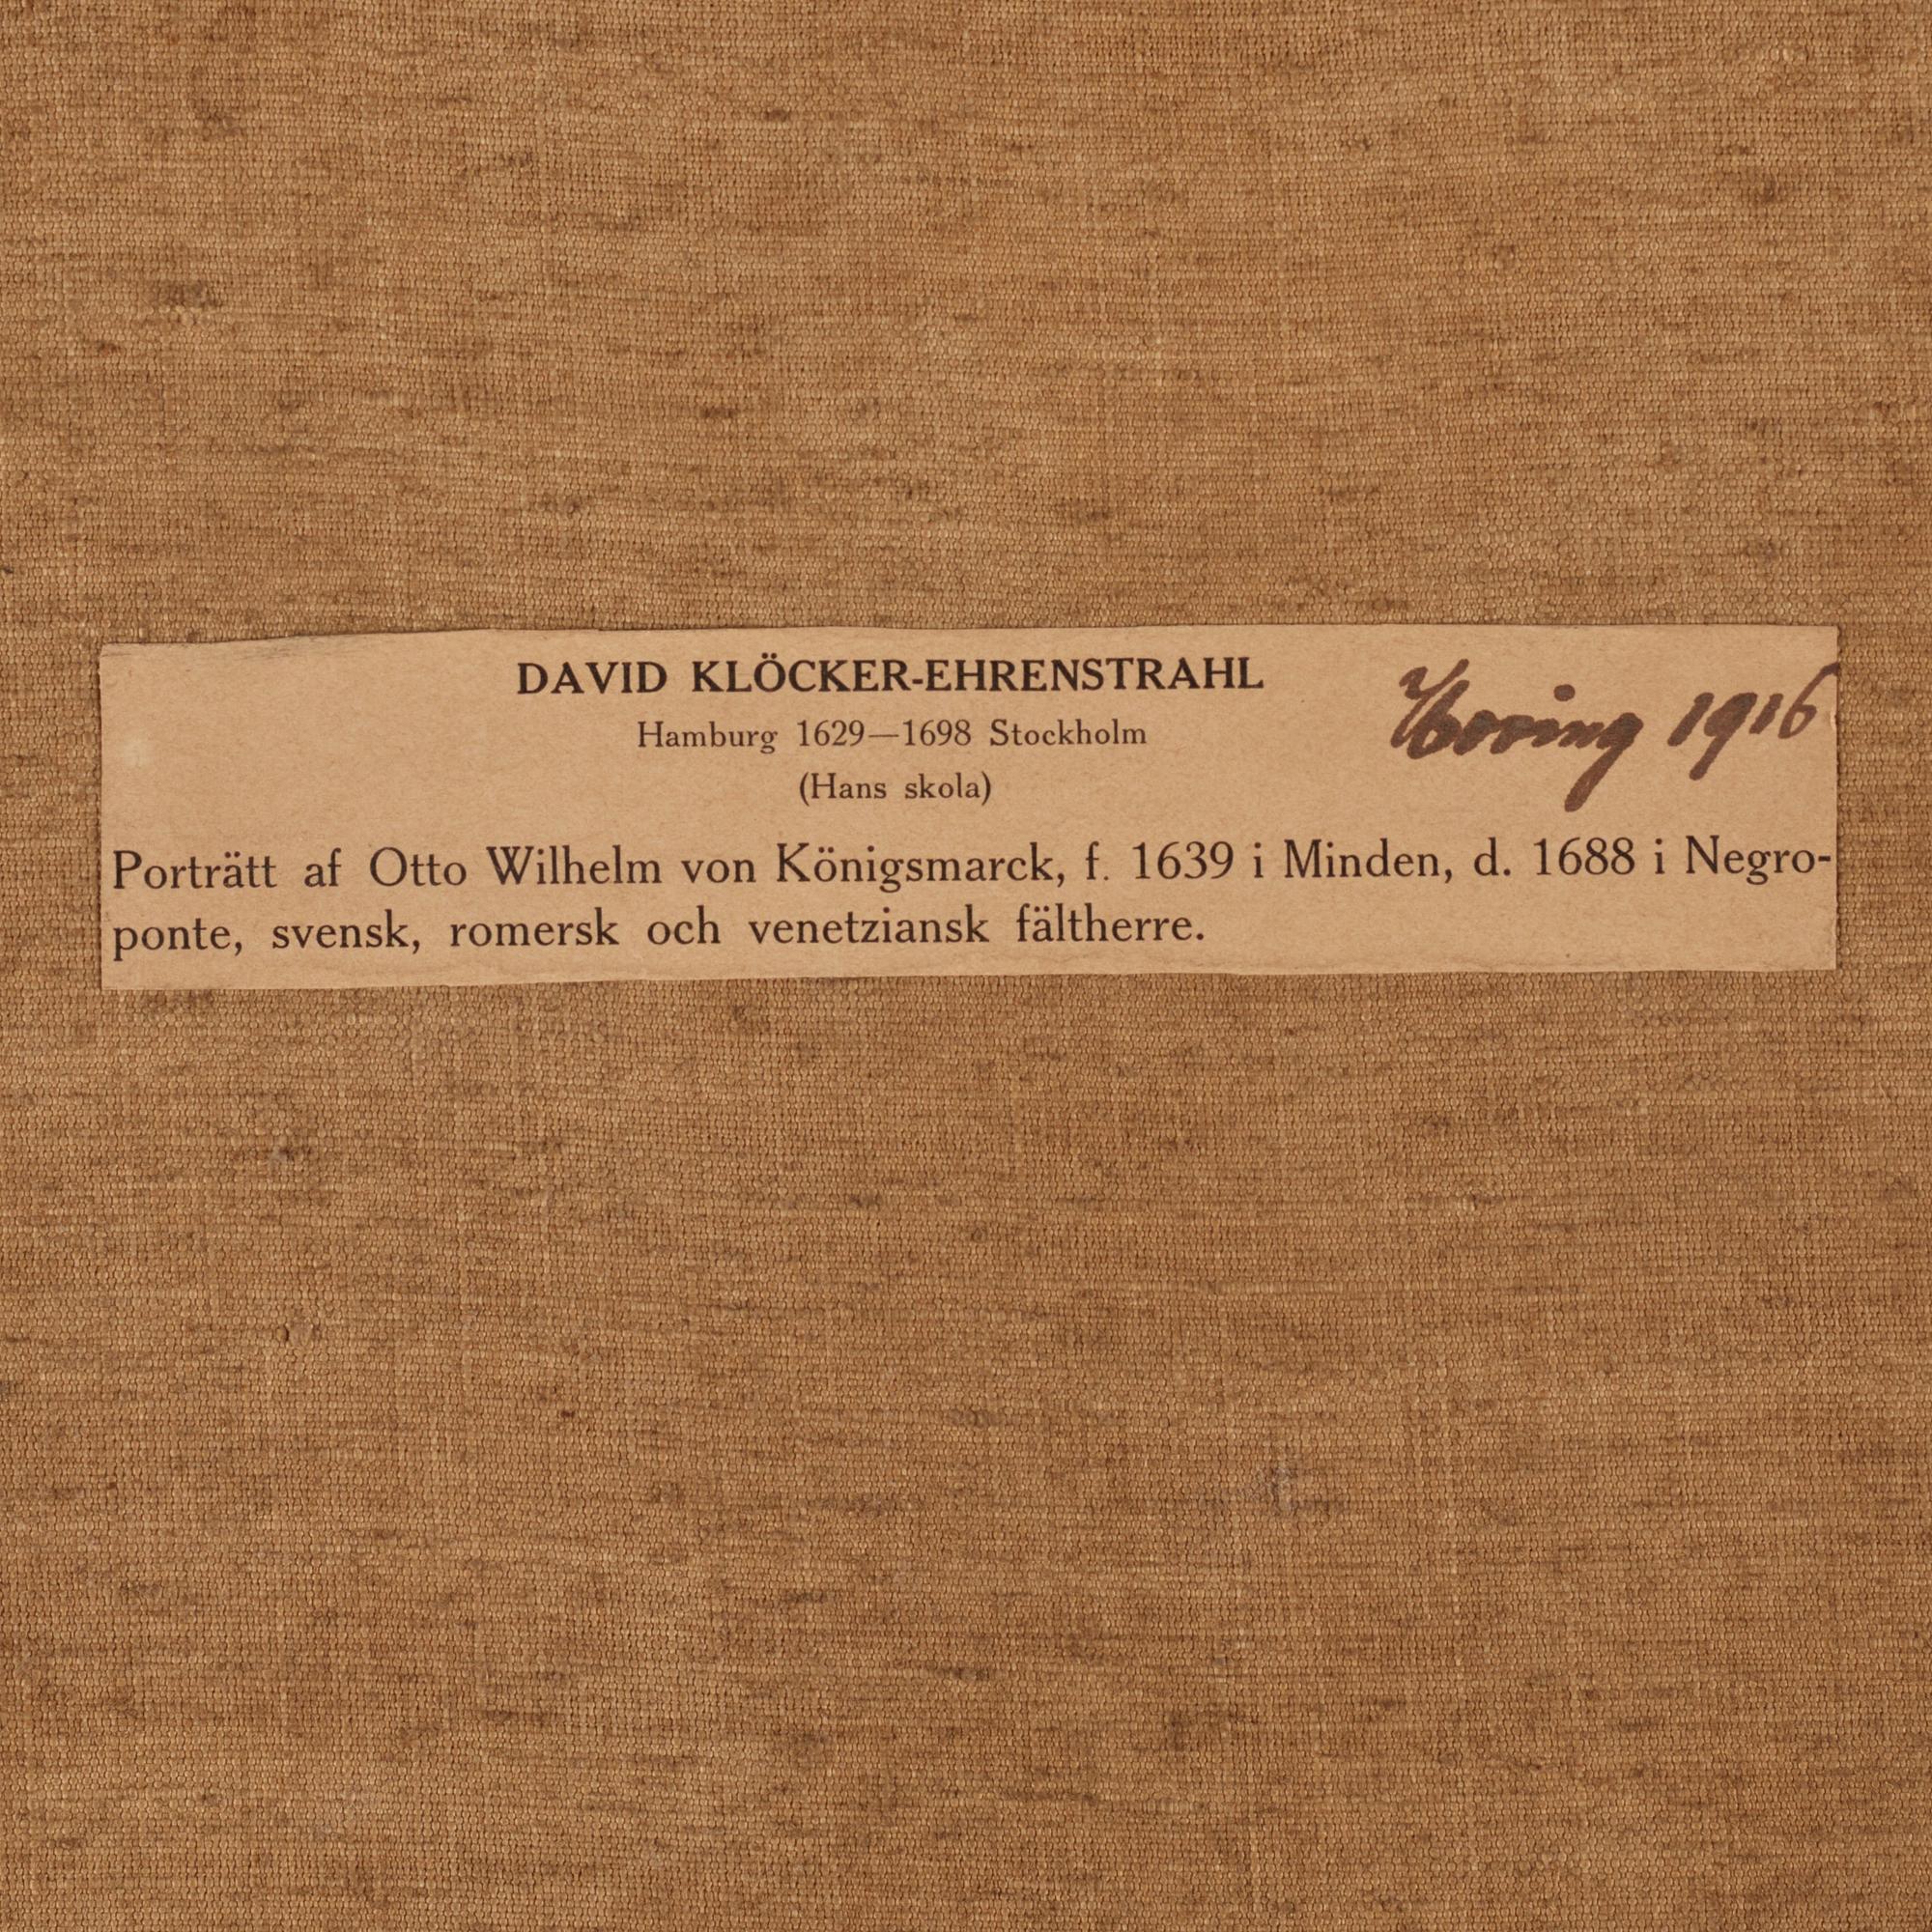 DAVID KLÖCKER-EHRENSTRAHL
Hamburg 1629—1698 Stockholm
(Hans skola)
1916
Porträtt af Otto Wilhelm von Königsmarck, f. 1639 i Minden, d. 1688 i Negro-
ponte, svensk, romersk och venetziansk fältherre.